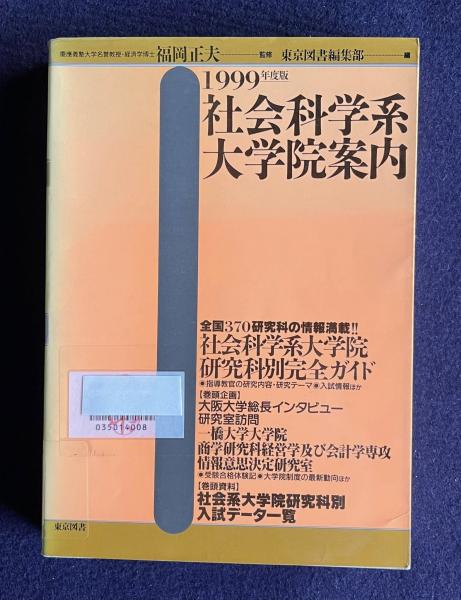 慶應義塾大学名誉教授・経済学博士 福岡正夫 監修 東京図書編集部 編
1999年度版
社会科学系
大学院案内
全国370研究科の情報満載!!
社会科学系大学院
研究科別完全ガイド
●指導教官の研究内容・研究テーマ●入試情報ほか
【巻頭企画】
大阪大学総長インタビュー
研究室訪問
一橋大学大学院
商学研究科経営学及び会計学専攻
情報意思決定研究室
●受験合格体験記●大学院制度の最新動向ほか
【巻頭資料】
社会系大学院研究科別
入試データ一覧
035014008
東京図書